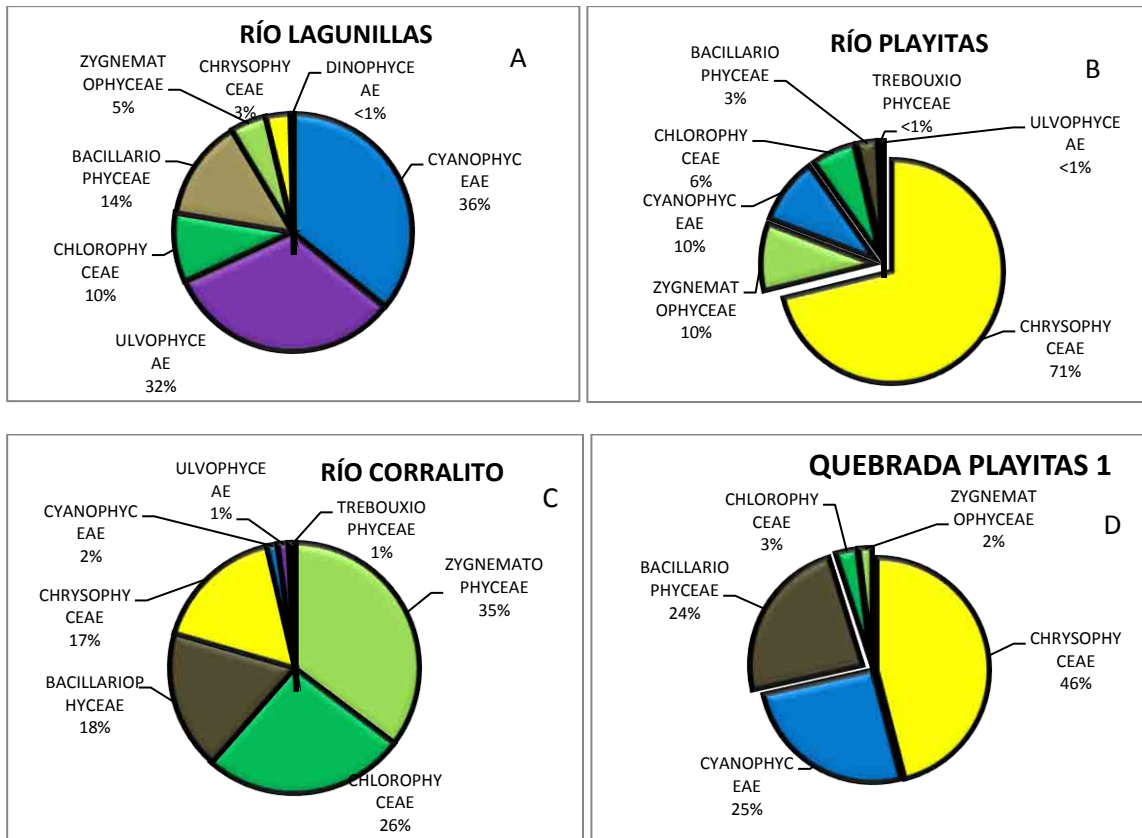 RÍO LAGUNILLAS
A
ZYGNEMAT
OPHYCEAE
5%
CHRYSOPHY
CEAE
3%
DINOPHYCE
AE
<1%
CYANOPHYC
EAE
36%
BACILLARIO
PHYCEAE
14%
CHLOROPHY
CEAE
10%
ULVOPHYCE
AE
32%
RÍO PLAYITAS
B
BACILLARIO
PHYCEAE
3%
TREBOUXIO
PHYCEAE
<1%
ULVOPHYCE
AE
<1%
CHLOROPHY
CEAE
6%
CYANOPHYC
EAE
10%
ZYGNEMAT
OPHYCEAE
10%
CHRYSOPHY
CEAE
71%
RÍO CORRALITO
C
ULVOPHYCE
AE
1%
TREBOUXIO
PHYCEAE
1%
CYANOPHYC
EAE
2%
ZYGNEMATO
PHYCEAE
35%
CHRYSOPHY
CEAE
17%
BACILLARIOP
HYCEAE
18%
CHLOROPHY
CEAE
26%
QUEBRADA PLAYITAS 1
D
CHLOROPHY
CEAE
3%
ZYGNEMAT
OPHYCEAE
2%
BACILLARIO
PHYCEAE
24%
CHRYSOPHY
CEAE
46%
CYANOPHYC
EAE
25%